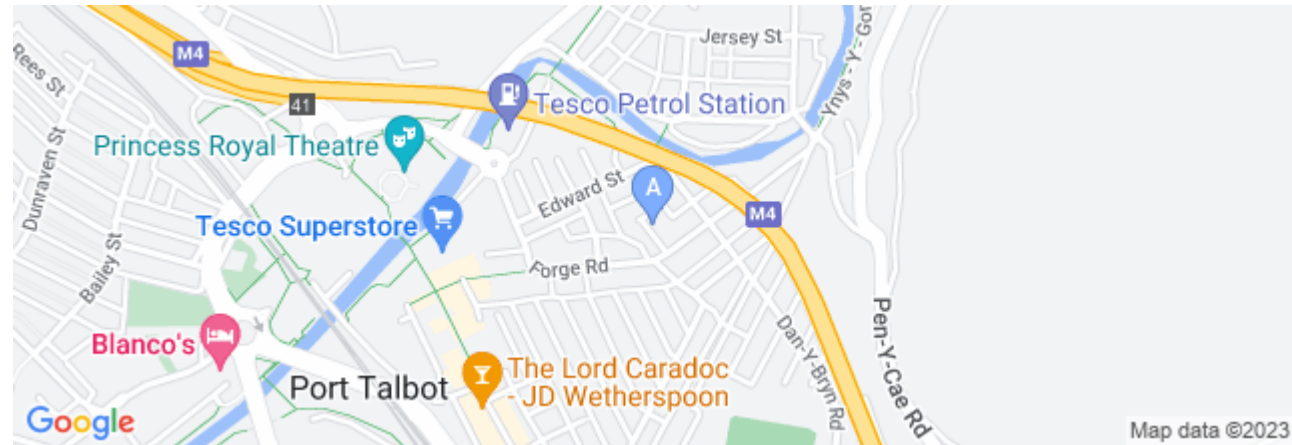 Jersey St
Ynys - Y - Gor
Rees St
M4
41
Tesco Petrol Station
Princess Royal Theatre
Dunraven St
Edward St
A
M4
Tesco Superstore
Bailey St
Forge Rd
Pen-Y-Cae Rd
Blanco's
Dan-Y-Bryn Rd
The Lord Caradoc
- JD Wetherspoon
Port Talbot
Google
Map data ©2023